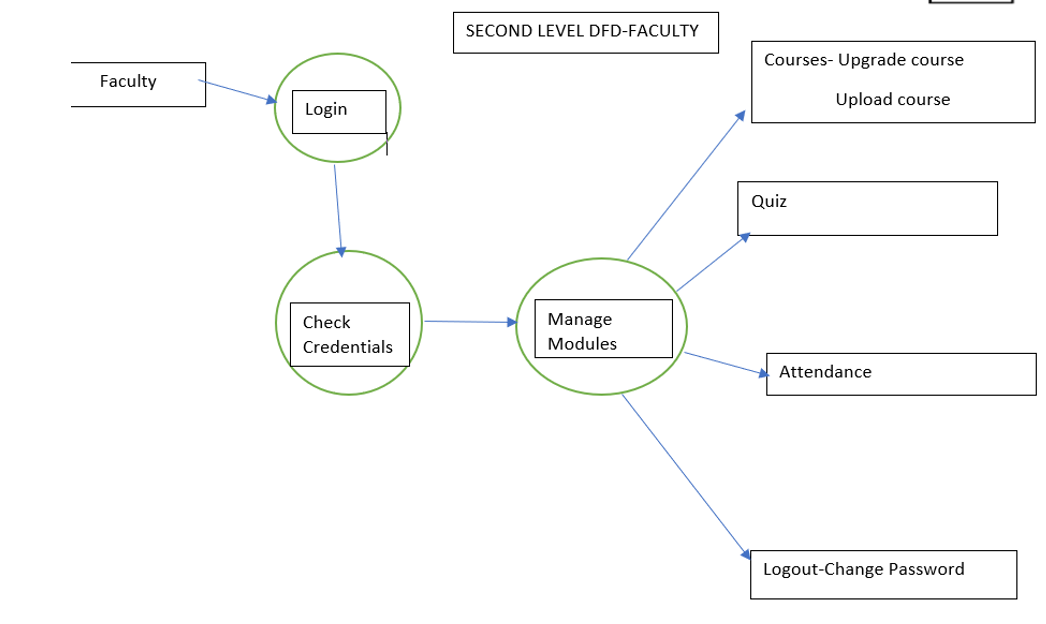 SECOND LEVEL DFD-FACULTY
Faculty
Login
Check
Credentials
Manage
Modules
Courses- Upgrade course
Upload course
Quiz
Attendance
Logout-Change Password